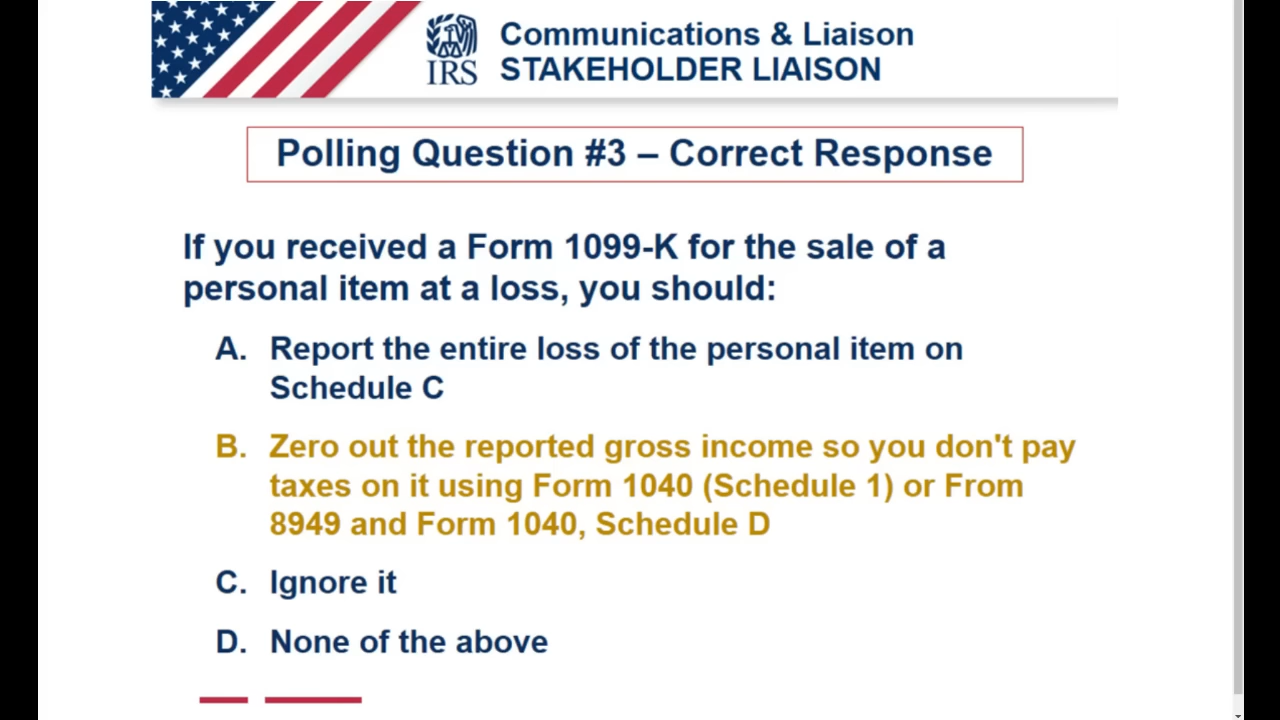 Communications & Liaison
STAKEHOLDER LIAISON
IRS
Polling Question #3 – Correct Response
If you received a Form 1099-K for the sale of a
personal item at a loss, you should:
A. Report the entire loss of the personal item on
Schedule C
B. Zero out the reported gross income so you don't pay
taxes on it using Form 1040 (Schedule 1) or From
8949 and Form 1040, Schedule D
C. Ignore it
D. None of the above